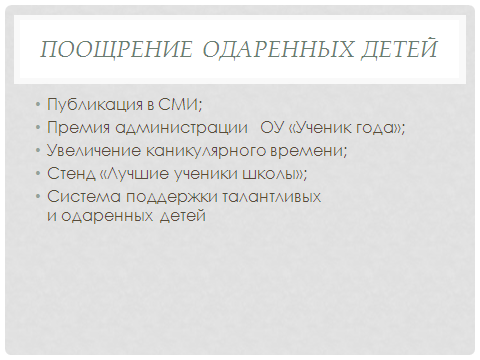 ПООЩРЕНИЕ ОДАРЕННЫХ ДЕТЕЙ
• Публикация в СМИ;
• Премия администрации ОУ «Ученик года»;
• Увеличение каникулярного времени;
• Стенд «Лучшие ученики школы»;
• Система поддержки талантливых
и одаренных детей